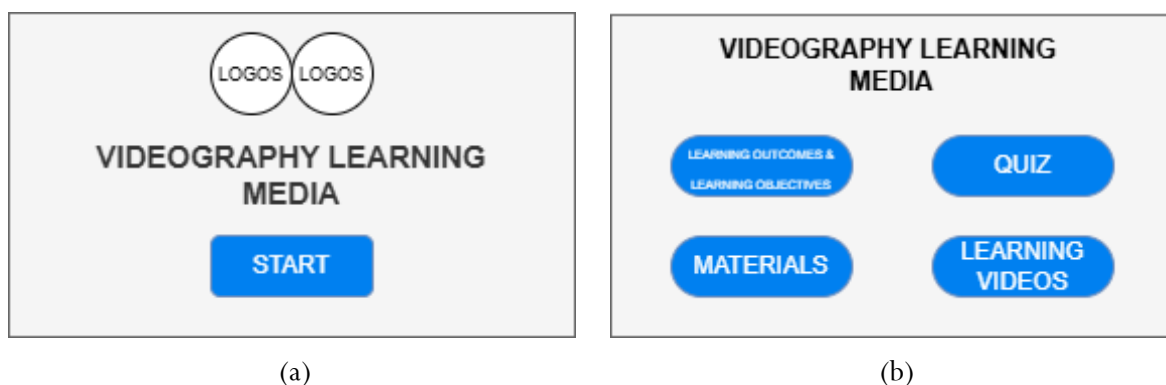 LOGOS LOGOS
VIDEOGRAPHY LEARNING
MEDIA
START
(a)
VIDEOGRAPHY LEARNING
MEDIA
LEARNING OUTCOMES &
LEARNING OBJECTIVES
QUIZ
MATERIALS
LEARNING
VIDEOS
(b)